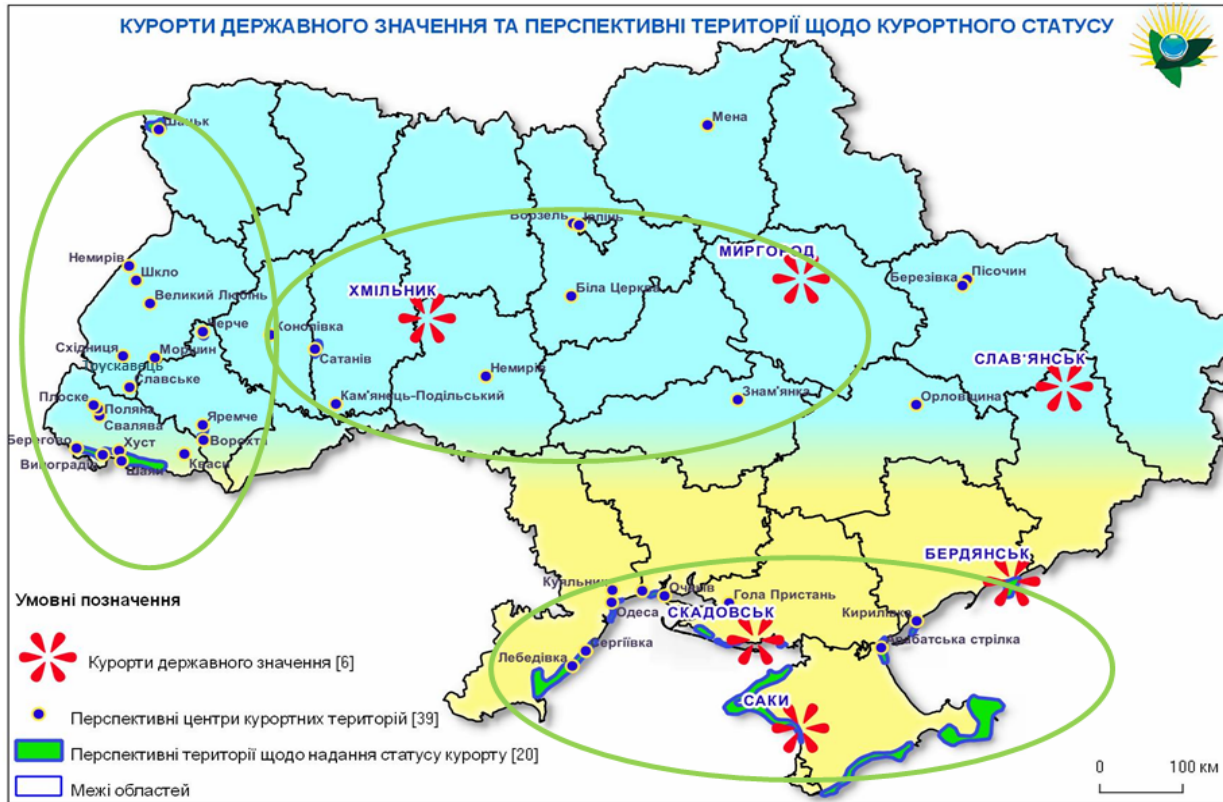 КУРОРТИ ДЕРЖАВНОГО ЗНАЧЕННЯ ТА ПЕРСПЕКТИВНІ ТЕРИТОРІЇ ЩОДО КУРОРТНОГО СТАТУСУ
Шацьк
Мена
Ворзель
Ірпінь
Немирів
Шкло
Великий Любінь
ХМІЛЬНИК
Біла Церква
МИРГОРОД
Березівка
Пісочин
Черче
Конопівка
Сатанів
Східниця
Моршин
Трускавець
Славське
СЛАВ'ЯНСЬК
Немирів
Кам'янець-Подільський
Знам'янка
Орловщина
Плоске
Поляна
Свалява
Яремче
Берегово
Хуст
Ворохта
Виноградів
Шаян
Кваси
БЕРДЯНСЬК
Куяльник
Очаків
Гола Пристань
Одеса
СКАДОВСЬК
Кирилівка
Сергіївка
Арабатська стрілка
Лебедівка
САКИ
Умовні позначення
Курорти державного значення [6]
Перспективні центри курортних територій [39]
Перспективні території щодо надання статусу курорту [20]
Межі областей
0 100 км